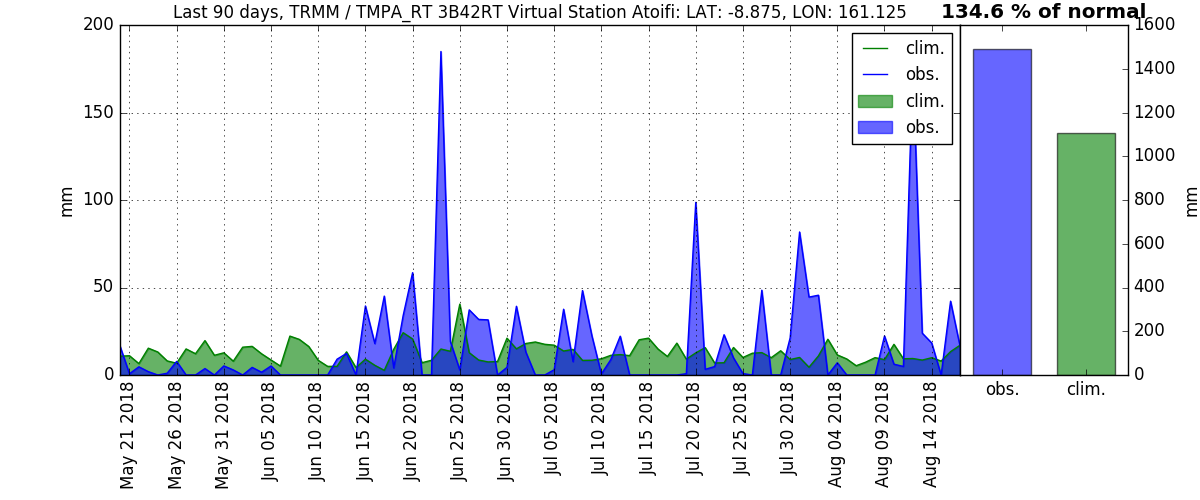 Last 90 days, TRMM / TMPA_RT 3B42RT Virtual Station Atoifi: LAT: -8.875, LON: 161.125
134.6 % of normal
200
150
100
50
0
mm
clim.
obs.
clim.
obs.
1600
1400
1200
1000
800
600
400
200
0
mm
May 21 2018
May 26 2018
May 31 2018
Jun 05 2018
Jun 10 2018
Jun 15 2018
Jun 20 2018
Jun 25 2018
Jun 30 2018
Jul 05 2018
Jul 10 2018
Jul 15 2018
Jul 20 2018
Jul 25 2018
Jul 30 2018
Aug 04 2018
Aug 09 2018
Aug 14 2018
obs.
clim.